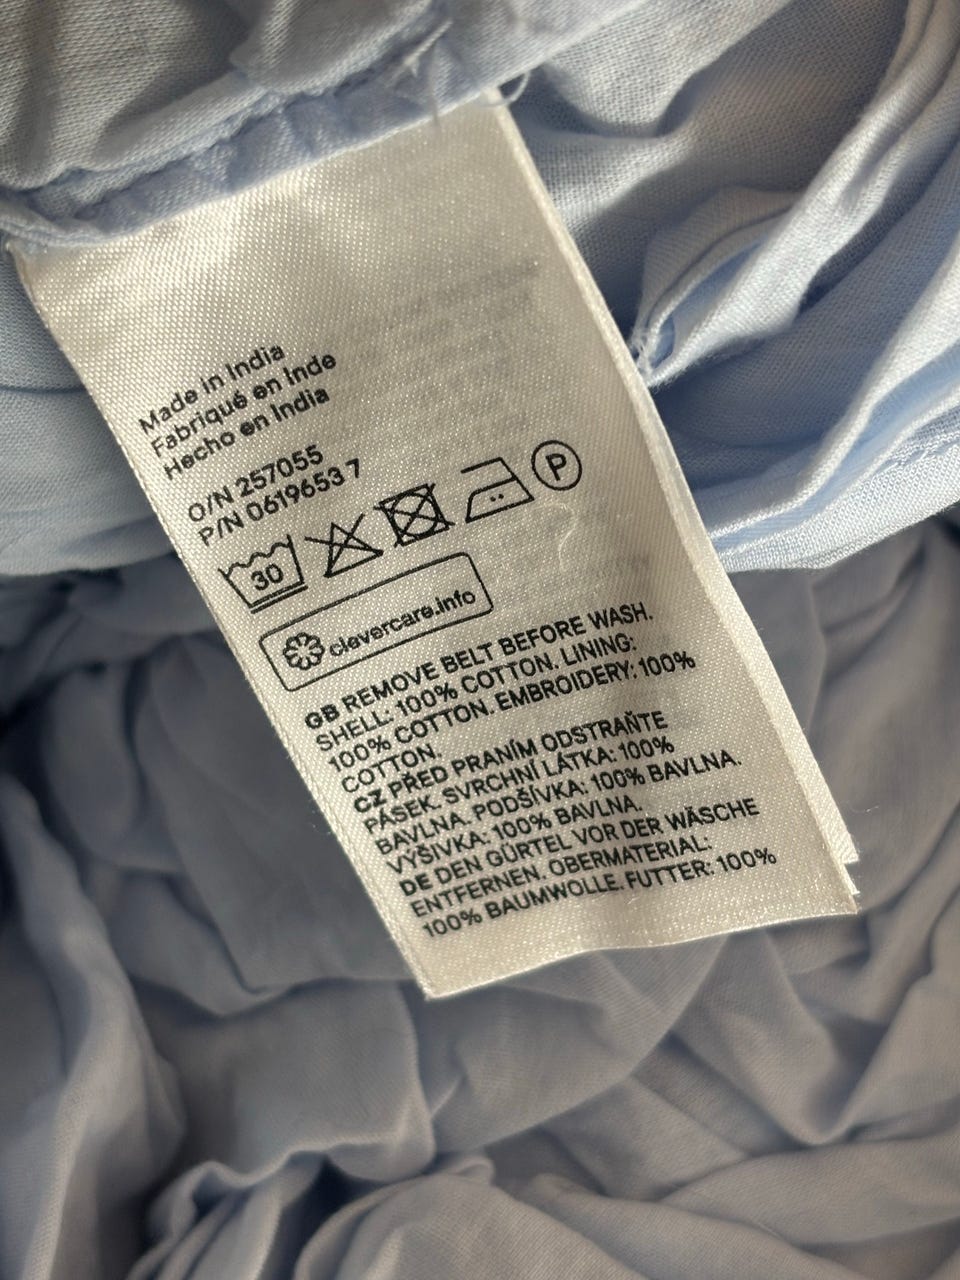 Made in India
Fabriqué en Inde
Hecho en India
O/N 257055
P/N 0619653 7
30
P
clevercare.info
GB REMOVE BELT BEFORE WASH.
SHELL: 100% COTTON. LINING:
100% COTTON. EMBROIDERY: 100%
COTTON.
CZ PŘED PRANÍM ODSTRAŇTE
PÁSEK. SVRCHNÍ LÁTKA: 100%
BAVLNA. PODŠÍVKA: 100% BAVLNA.
VÝŠIVKA: 100% BAVLNA.
DE DEN GÜRTEL VOR DER WÄSCHE
ENTFERNEN. OBERMATERIAL:
100% BAUMWOLLE. FUTTER: 100%